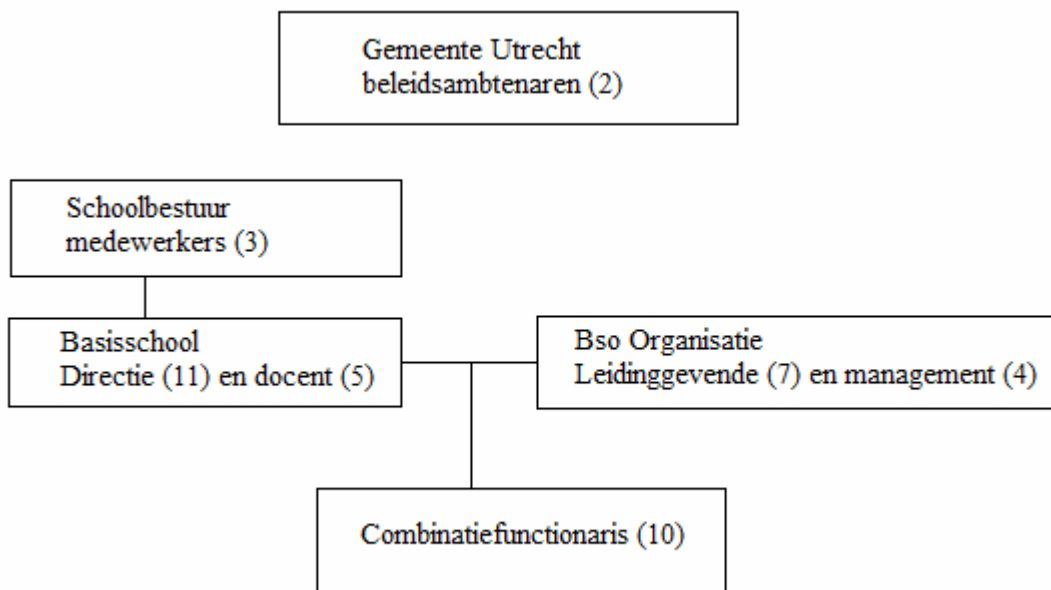 Gemeente Utrecht
beleidsambtenaren (2)
Schoolbestuur
medewerkers (3)
Basisschool
Directie (11) en docent (5)
Bso Organisatie
Leidinggevende (7) en management (4)
Combinatiefunctionaris (10)